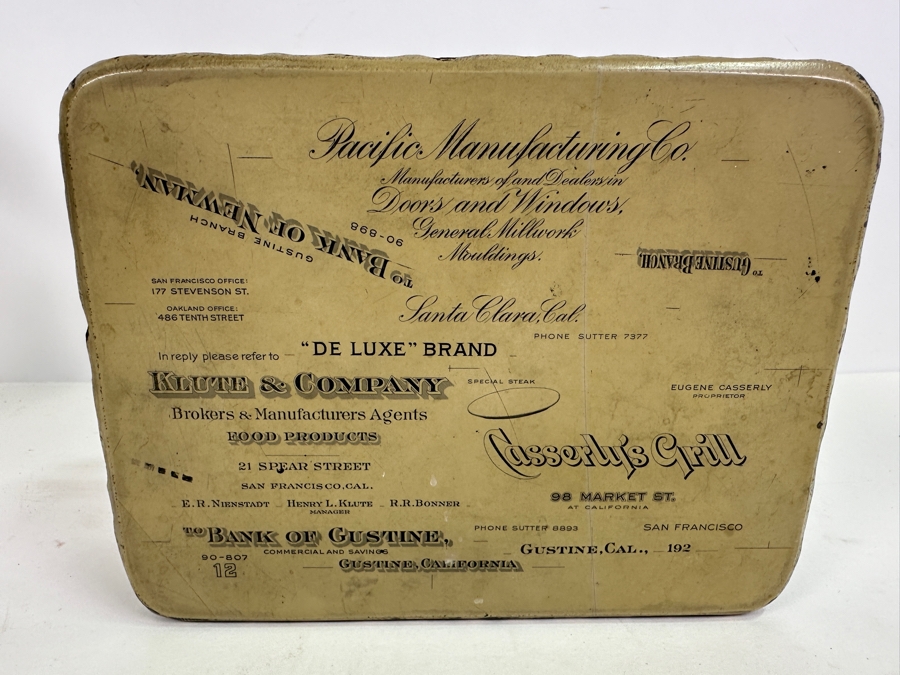 Pacific Manufacturing Co.
Manufacturers of and Dealers in
Doors and Windows,
General Millwork
Mouldings.
Santa Clara, Cal.
TO BANK OF NEWMAN,
GUSTINE BRANCH
90-898
TO GUSTINE BRANCH,
SAN FRANCISCO OFFICE:
177 STEVENSON ST.
OAKLAND OFFICE:
486 TENTH STREET
PHONE SUTTER 7377
In reply please refer to
"DE LUXE" BRAND
KLUTE & COMPANY
Brokers & Manufacturers Agents
FOOD PRODUCTS
21 SPEAR STREET
SAN FRANCISCO, CAL.
E. R. NIENSTADT HENRY L. KLUTE R. R. BONNER
MANAGER
SPECIAL STEAK
EUGENE CASSERLY
PROPRIETOR
Casserly's Grill
98 MARKET ST.
AT CALIFORNIA
PHONE SUTTER 8893 SAN FRANCISCO
TO BANK OF GUSTINE,
COMMERCIAL AND SAVINGS
90-807
12
GUSTINE, CALIFORNIA
GUSTINE, CAL., 192